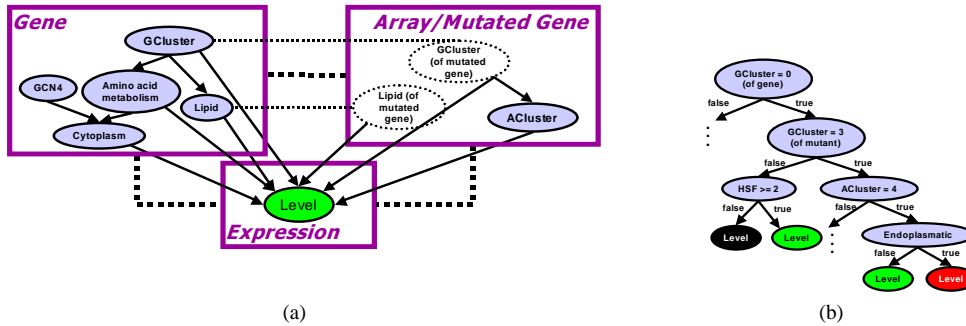 Gene
GCluster
GCN4
Amino acid
metabolism
Lipid
Cytoplasm
Array/Mutated Gene
GCluster
(of mutated
gene)
Lipid (of
mutated
gene)
ACluster
Level
Expression
(a)
GCluster = 0
(of gene)
false
true
GCluster = 3
(of mutant)
false
true
HSF >= 2
ACluster = 4
false
true
false
true
Level
Level
Endoplasmatic
false
true
Level
Level
(b)